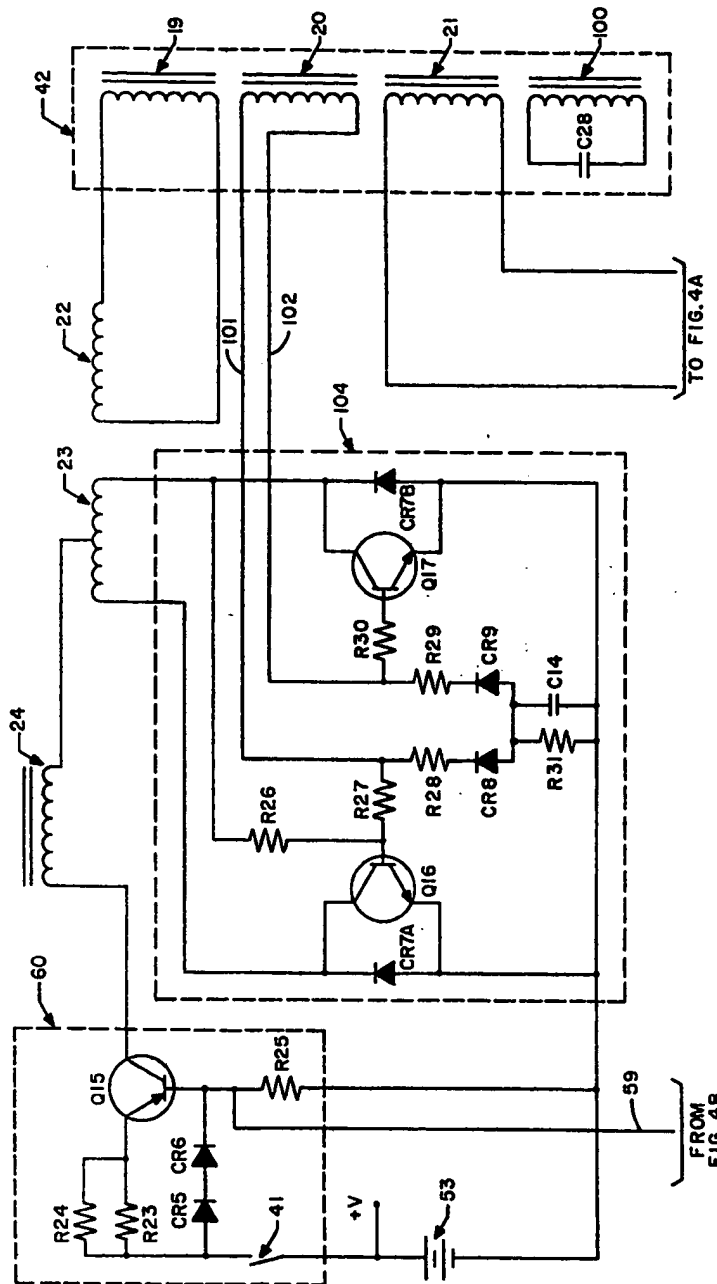 60
24
23
22
42
19
20
21
100
Q15
R24
R23
CR6
CR5
R25
41
+V
53
59
FROM
FIG. 4B
101
102
104
R26
R27
Q16
CR7A
R28
CR8
R31
C14
CR9
R29
R30
Q17
CR7B
C28
TO FIG.4A